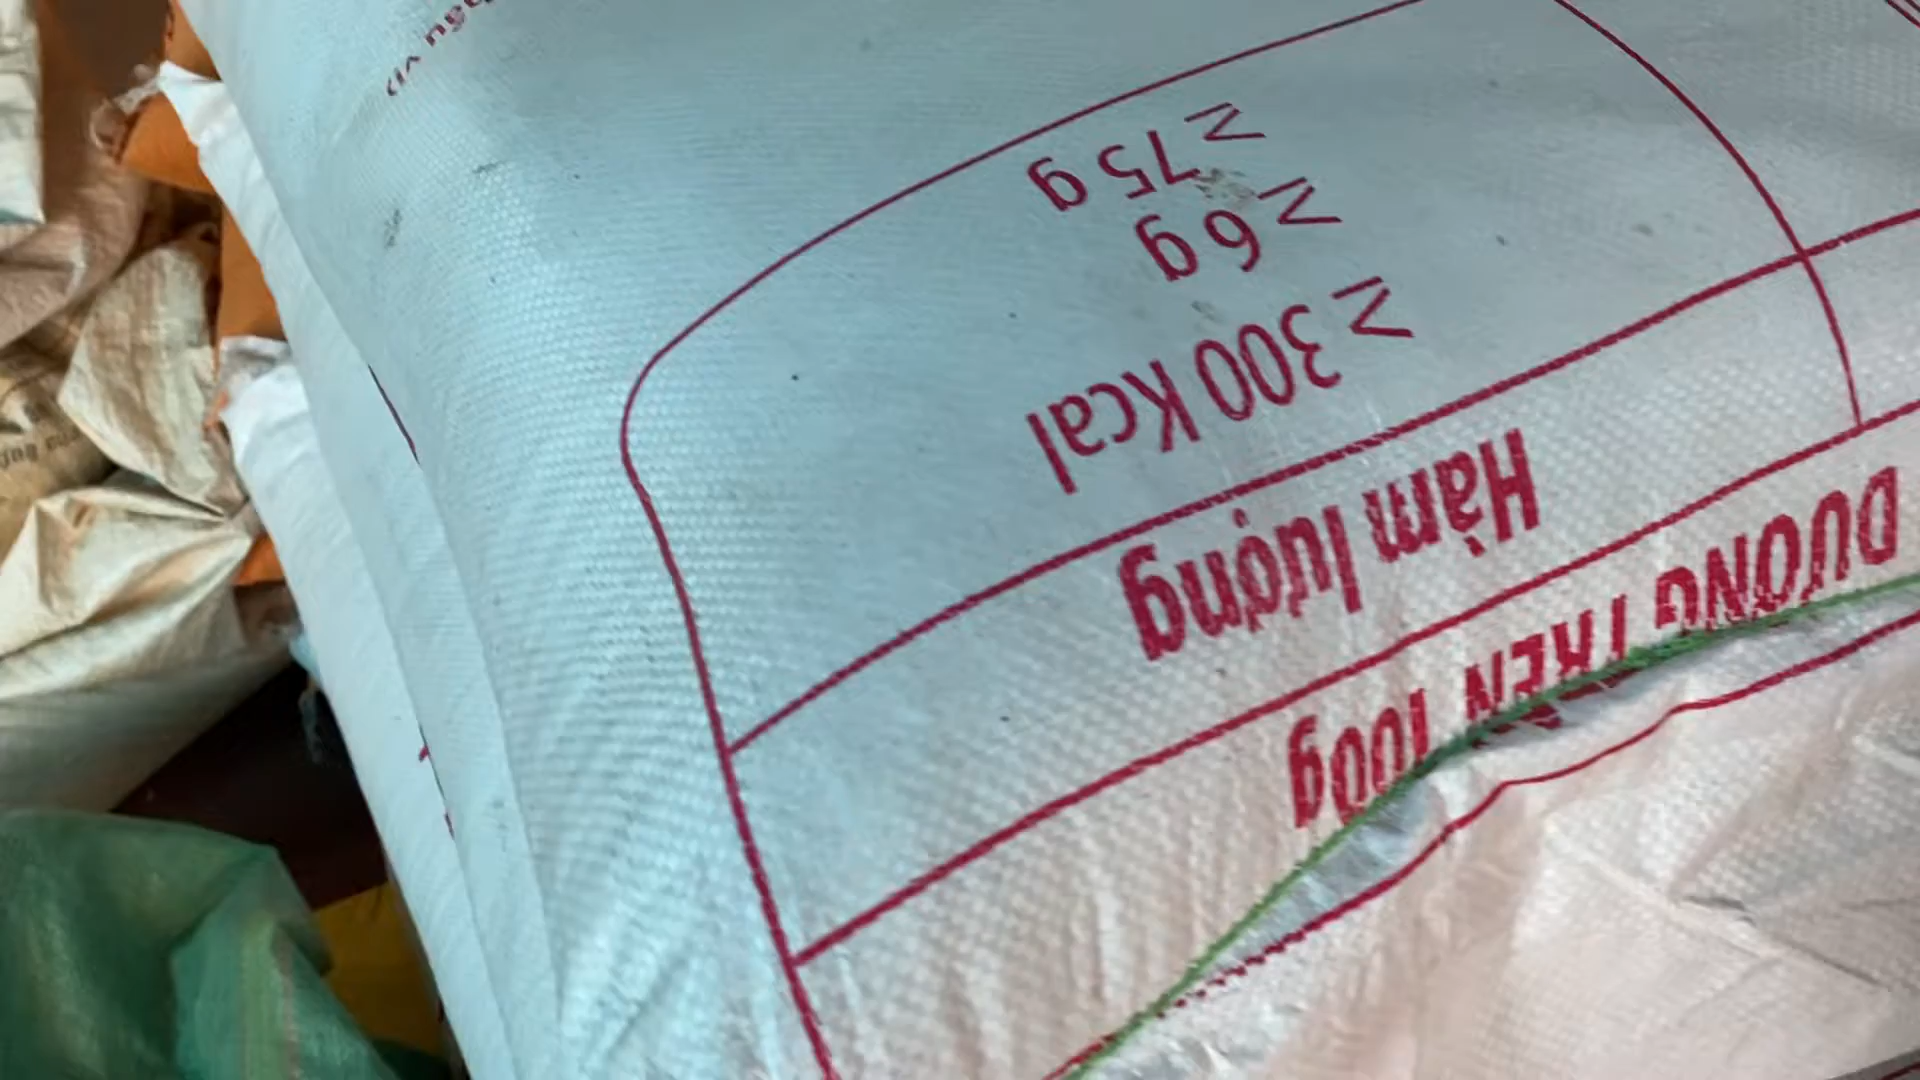 DƯỠNG TRÊN 100g
Hàm lượng
≥ 300 Kcal
≥ 6 g
≥ 75 g